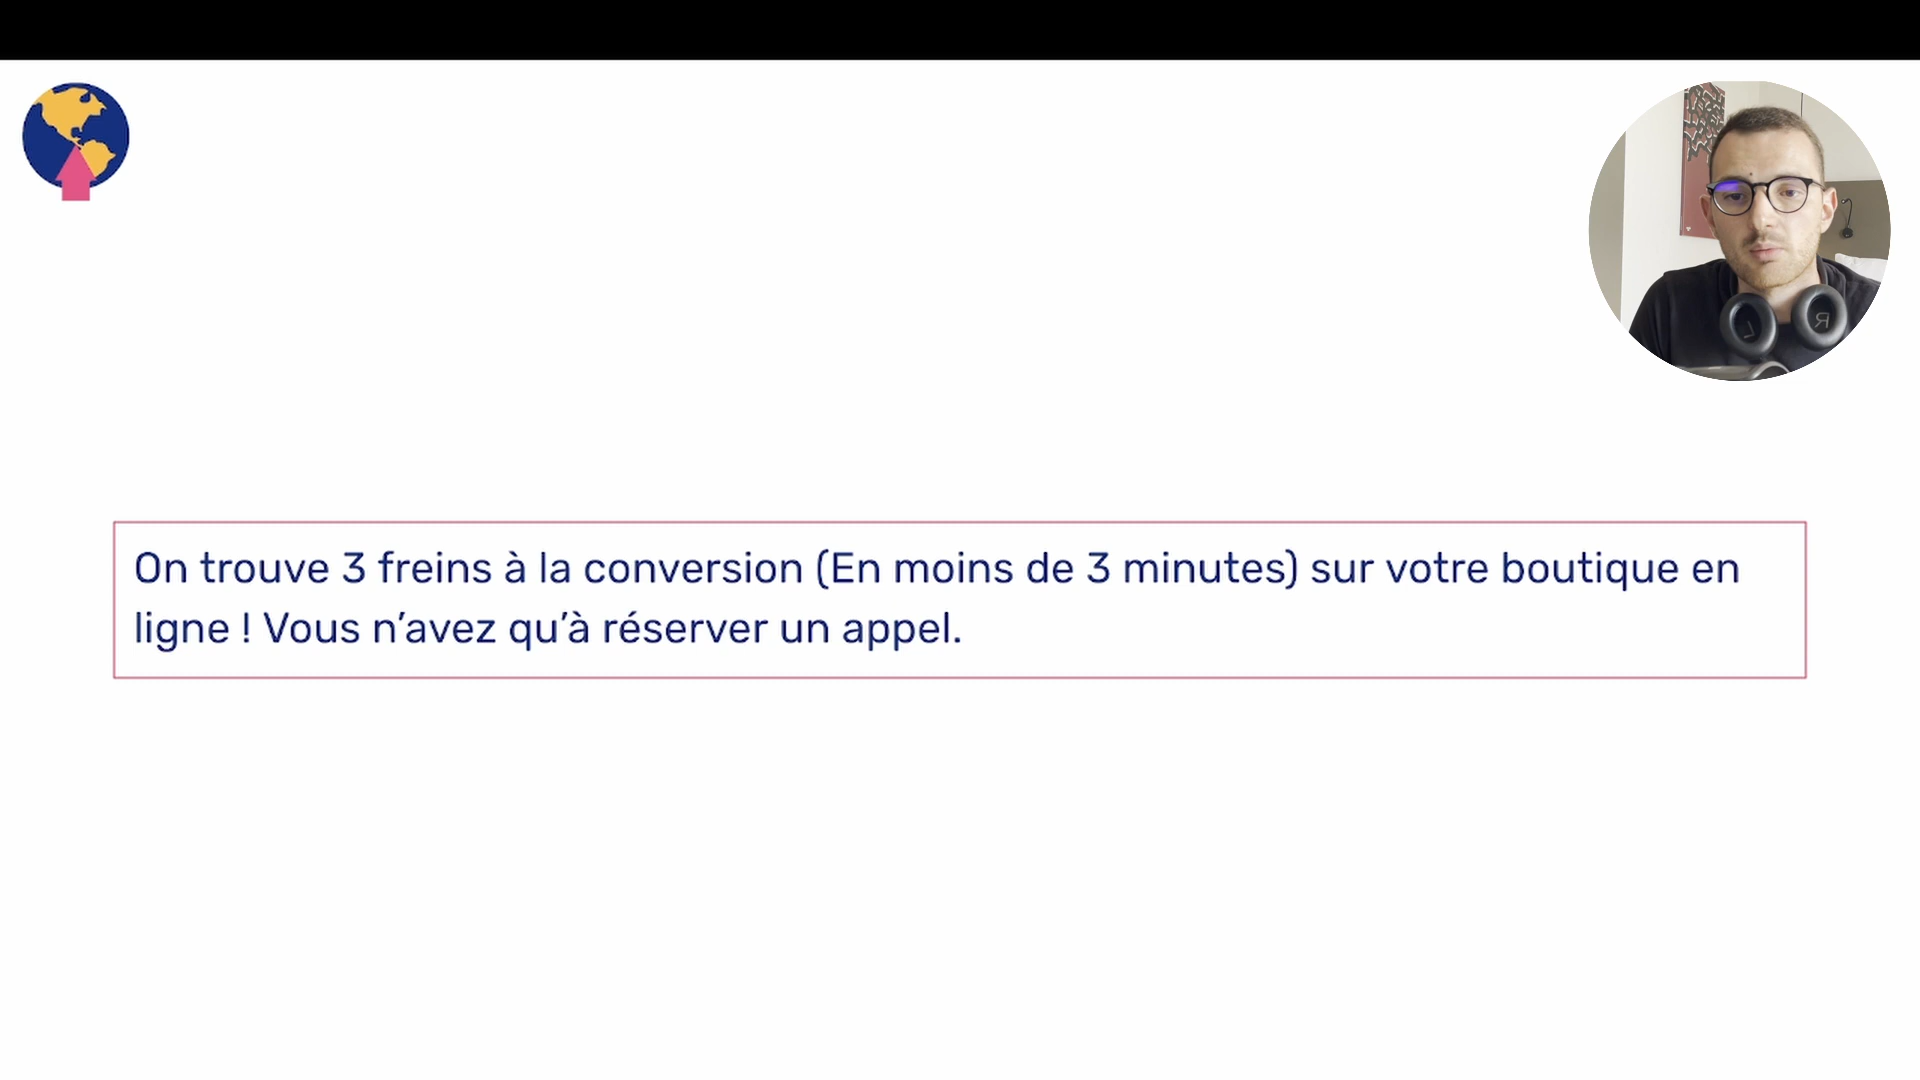 On trouve 3 freins à la conversion (En moins de 3 minutes) sur votre boutique en
ligne ! Vous n’avez qu’à réserver un appel.
L
R